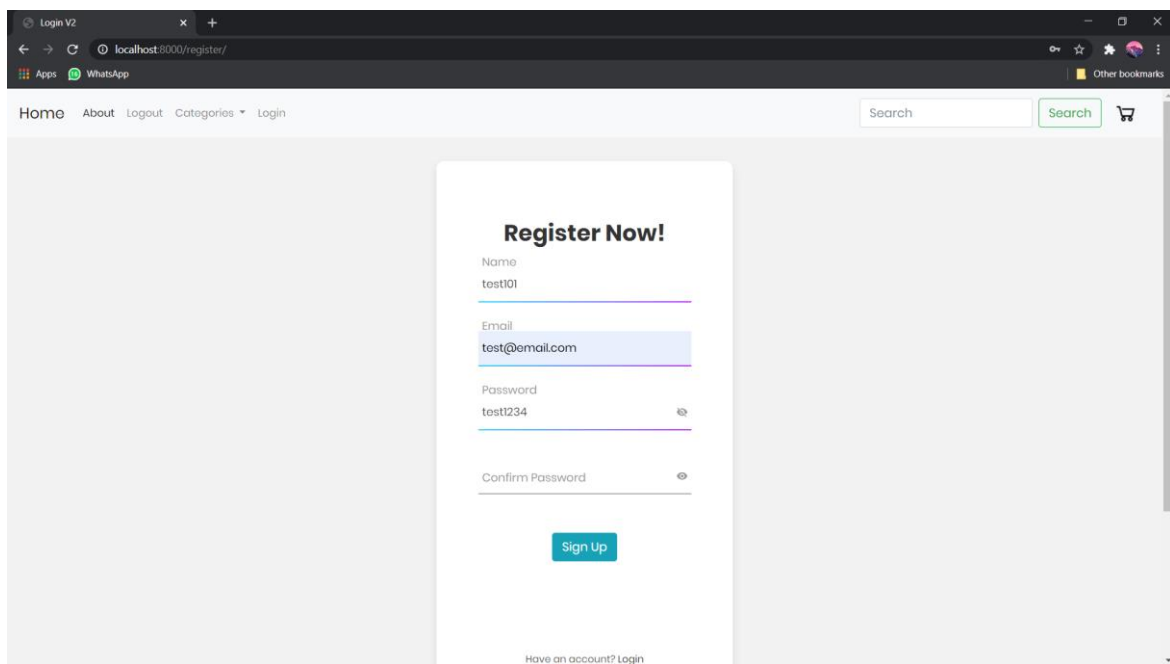 Login V2
localhost:8000/register/
Apps WhatsApp Other bookmarks
Home About Logout Categories Login Search Search
Register Now!
Name
test101
Email
test@email.com
Password
test1234
Confirm Password
Sign Up
Have an account? Login